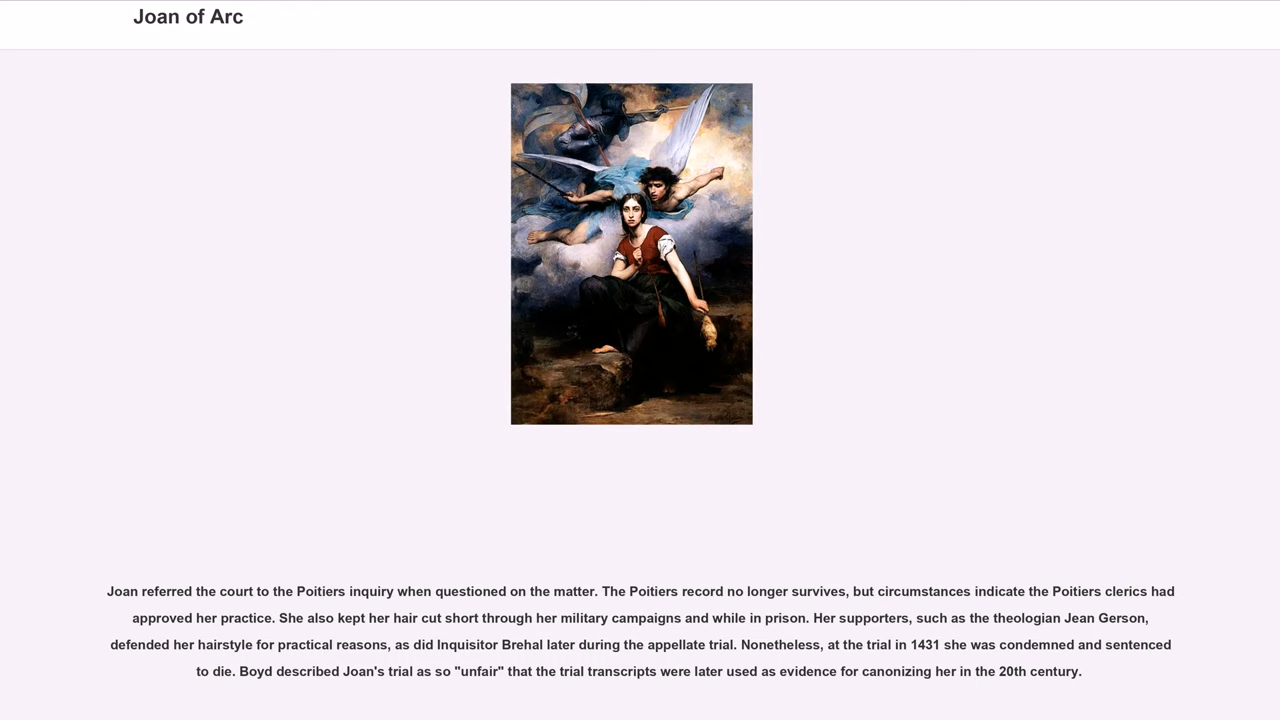 Joan of Arc
Joan referred the court to the Poitiers inquiry when questioned on the matter. The Poitiers record no longer survives, but circumstances indicate the Poitiers clerics had
approved her practice. She also kept her hair cut short through her military campaigns and while in prison. Her supporters, such as the theologian Jean Gerson,
defended her hairstyle for practical reasons, as did Inquisitor Brehal later during the appellate trial. Nonetheless, at the trial in 1431 she was condemned and sentenced
to die. Boyd described Joan's trial as so "unfair" that the trial transcripts were later used as evidence for canonizing her in the 20th century.